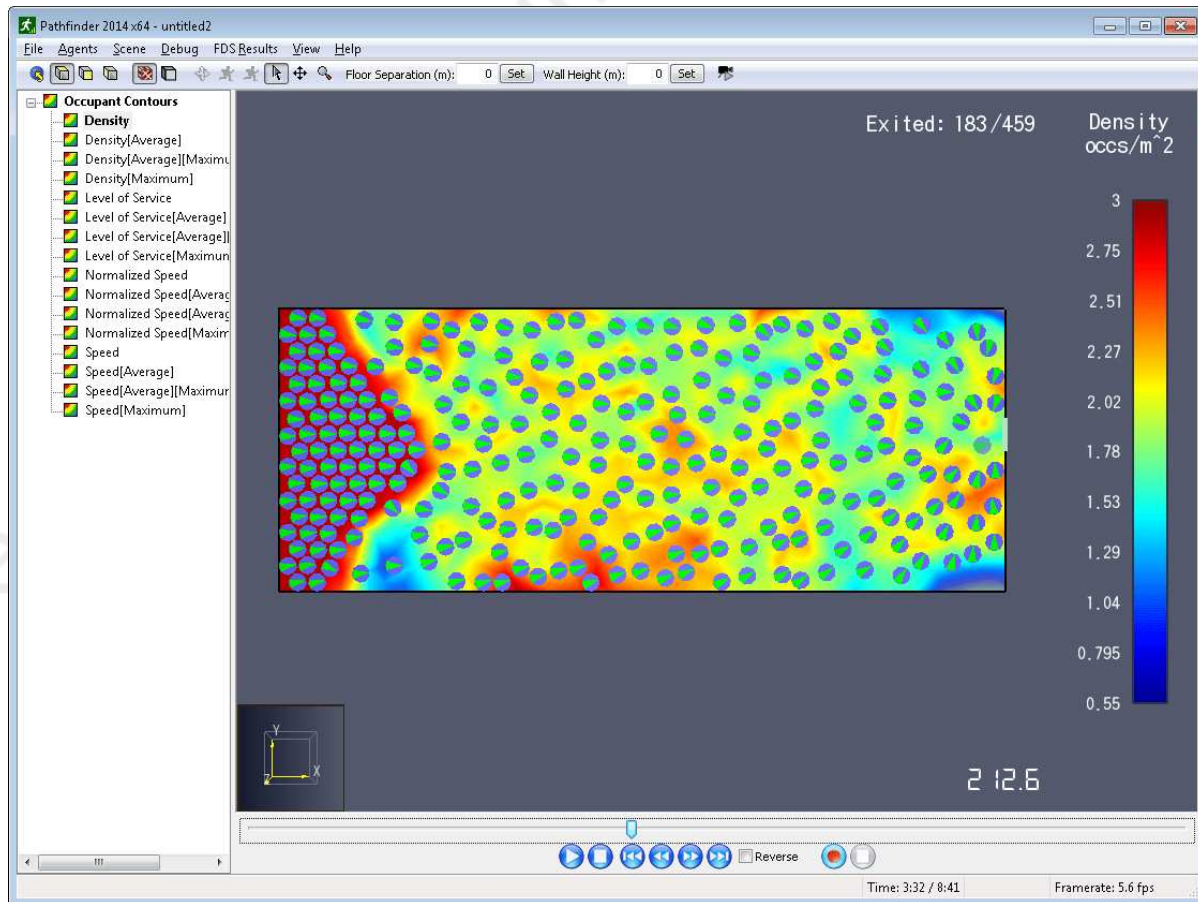 Pathfinder 2014 x64 - untitled2
File Agents Scene Debug FDS Results View Help
Floor Separation (m): 0 Set Wall Height (m): 0 Set
Occupant Contours
Density
Density[Average]
Density[Average][Maximu
Density[Maximum]
Level of Service
Level of Service[Average]
Level of Service[Average][
Level of Service[Maximun
Normalized Speed
Normalized Speed[Averag
Normalized Speed[Averag
Normalized Speed[Maxim
Speed
Speed[Average]
Speed[Average][Maximur
Speed[Maximum]
Exited: 183/459
Density
occs/m^2
3
2.75
2.51
2.27
2.02
1.78
1.53
1.29
1.04
0.795
0.55
Y
Z X
212.6
Reverse
Time: 3:32 / 8:41 Framerate: 5.6 fps